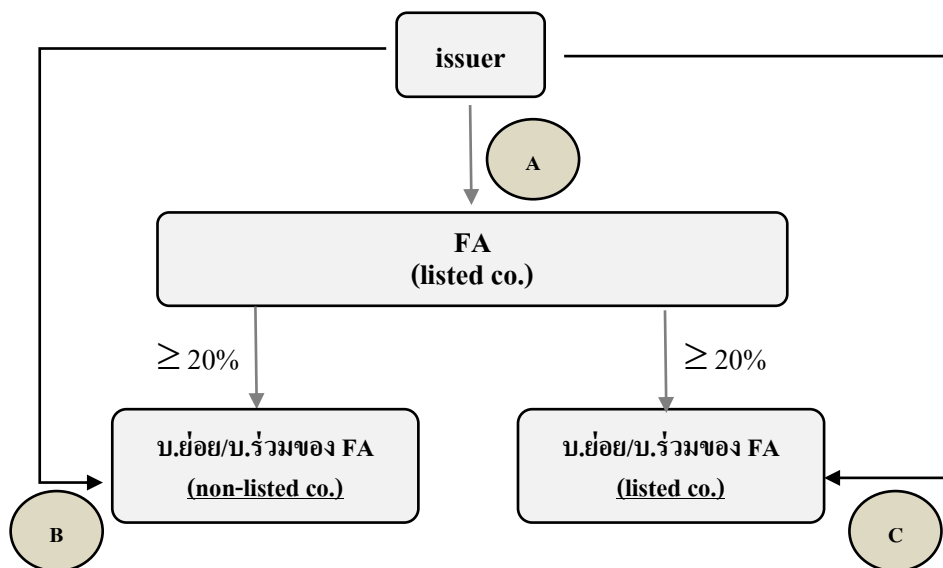 issuer
A
FA
(listed co.)
≥ 20%
≥ 20%
บ.ย่อย/บ.ร่วมของ FA
(non-listed co.)
บ.ย่อย/บ.ร่วมของ FA
(listed co.)
B
C